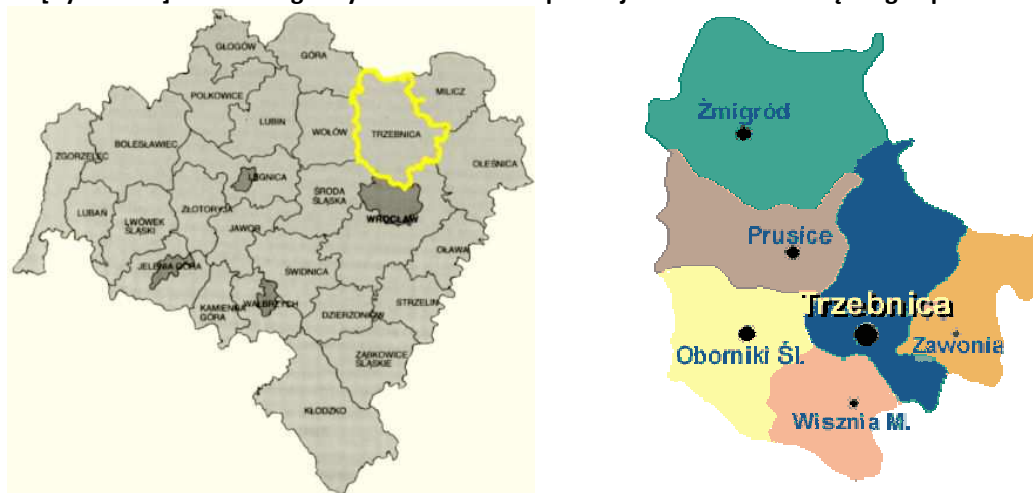 GŁOGÓW
GÓRA
MILICZ
POLKOWICE
LUBIN
WOŁÓW
TRZEBNICA
BOLESŁAWIEC
ZGORZELEC
OLEŚNICA
LEGNICA
ŚRODA
ŚLĄSKA
WROCŁAW
LUBAŃ
LWÓWEK
ŚLĄSKI
ZŁOTORYJA
JAWOR
OŁAWA
JELENIA GÓRA
ŚWIDNICA
KAMIENNA
GÓRA
WAŁBRZYCH
DZIERŻONIÓW
STRZELIN
ZĄBKOWICE
ŚLĄSKIE
KŁODZKO
Żmigród
Prusice
Trzebnica
Oborniki Śl.
Zawonia
Wisznia M.